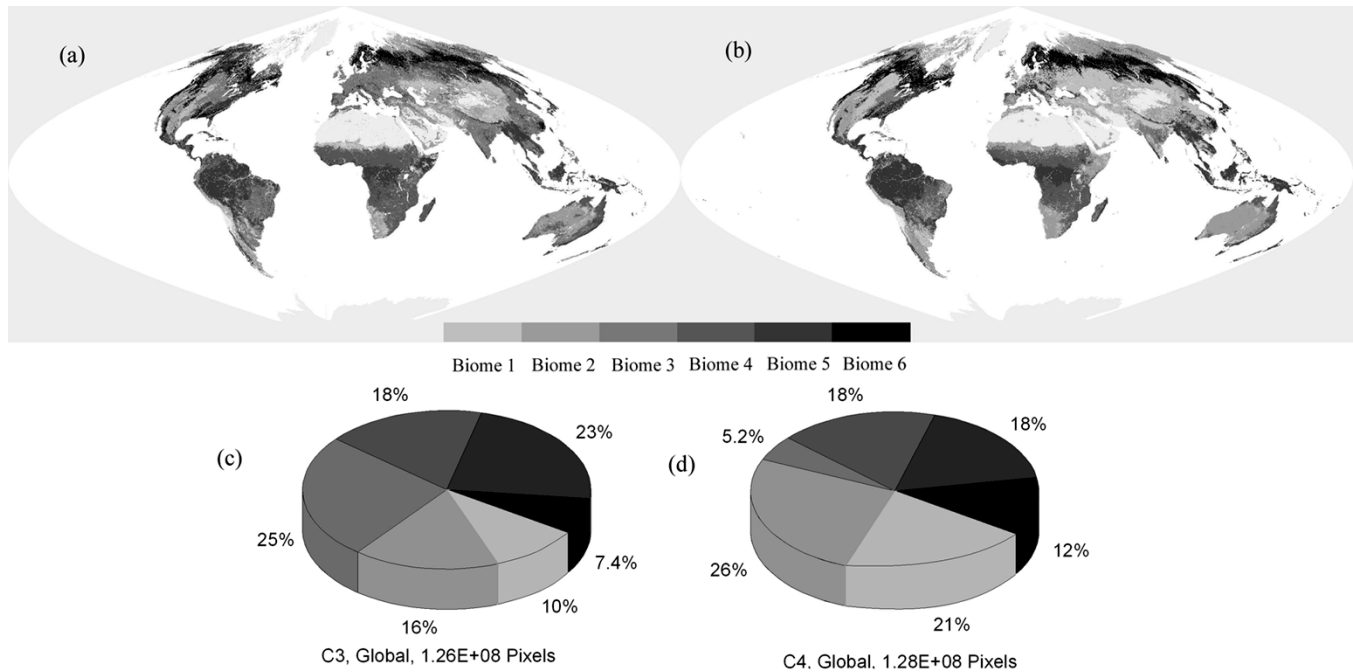 (a)
(b)
Biome 1 Biome 2 Biome 3 Biome 4 Biome 5 Biome 6
(c)
18%
23%
25%
7.4%
16%
10%
C3, Global, 1.26E+08 Pixels
(d)
18%
18%
5.2%
12%
26%
21%
C4, Global, 1.28E+08 Pixels